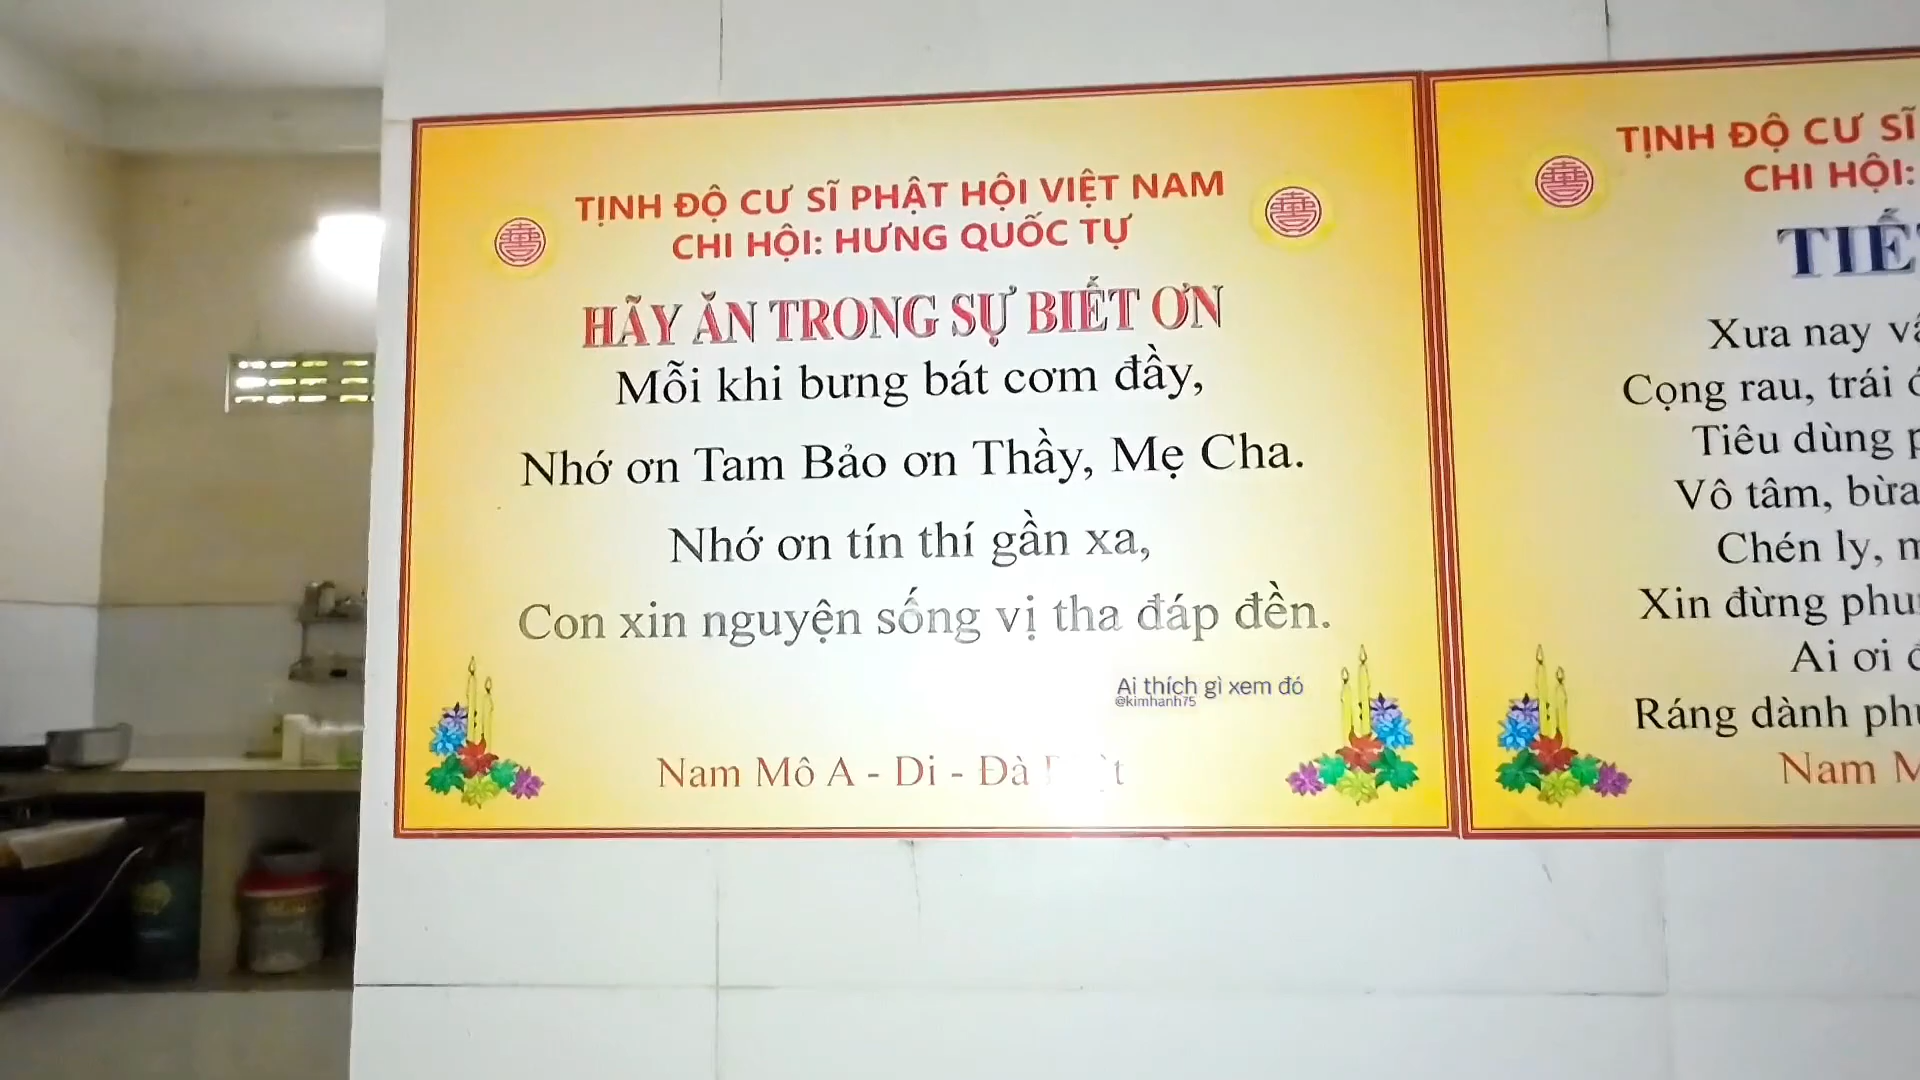 TỊNH ĐỘ CƯ SĨ PHẬT HỘI VIỆT NAM
CHI HỘI: HƯNG QUỐC TỰ
HÃY ĂN TRONG SỰ BIẾT ƠN
Mỗi khi bưng bát cơm đầy,
Nhớ ơn Tam Bảo ơn Thầy, Mẹ Cha.
Nhớ ơn tín thí gần xa,
Con xin nguyện sống vị tha đáp đền.
Ai thích gì xem đó
@kimhanh75
Nam Mô A - Di - Đà
TỊNH ĐỘ CƯ SĨ
CHI HỘI:
Xưa nay
Cọng rau, trái
Tiêu dùng
Vô tâm, bừa
Chén ly,
Xin đừng
Ai ơi
Ráng dành
Nam